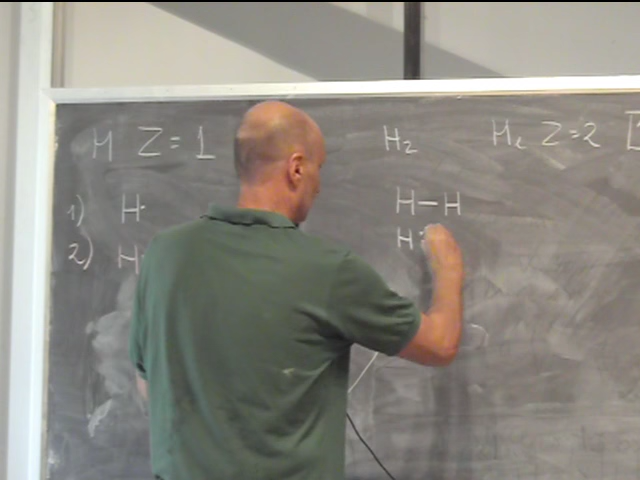 H Z=1 H₂ He Z=2
1) H· H–H
2) H H: